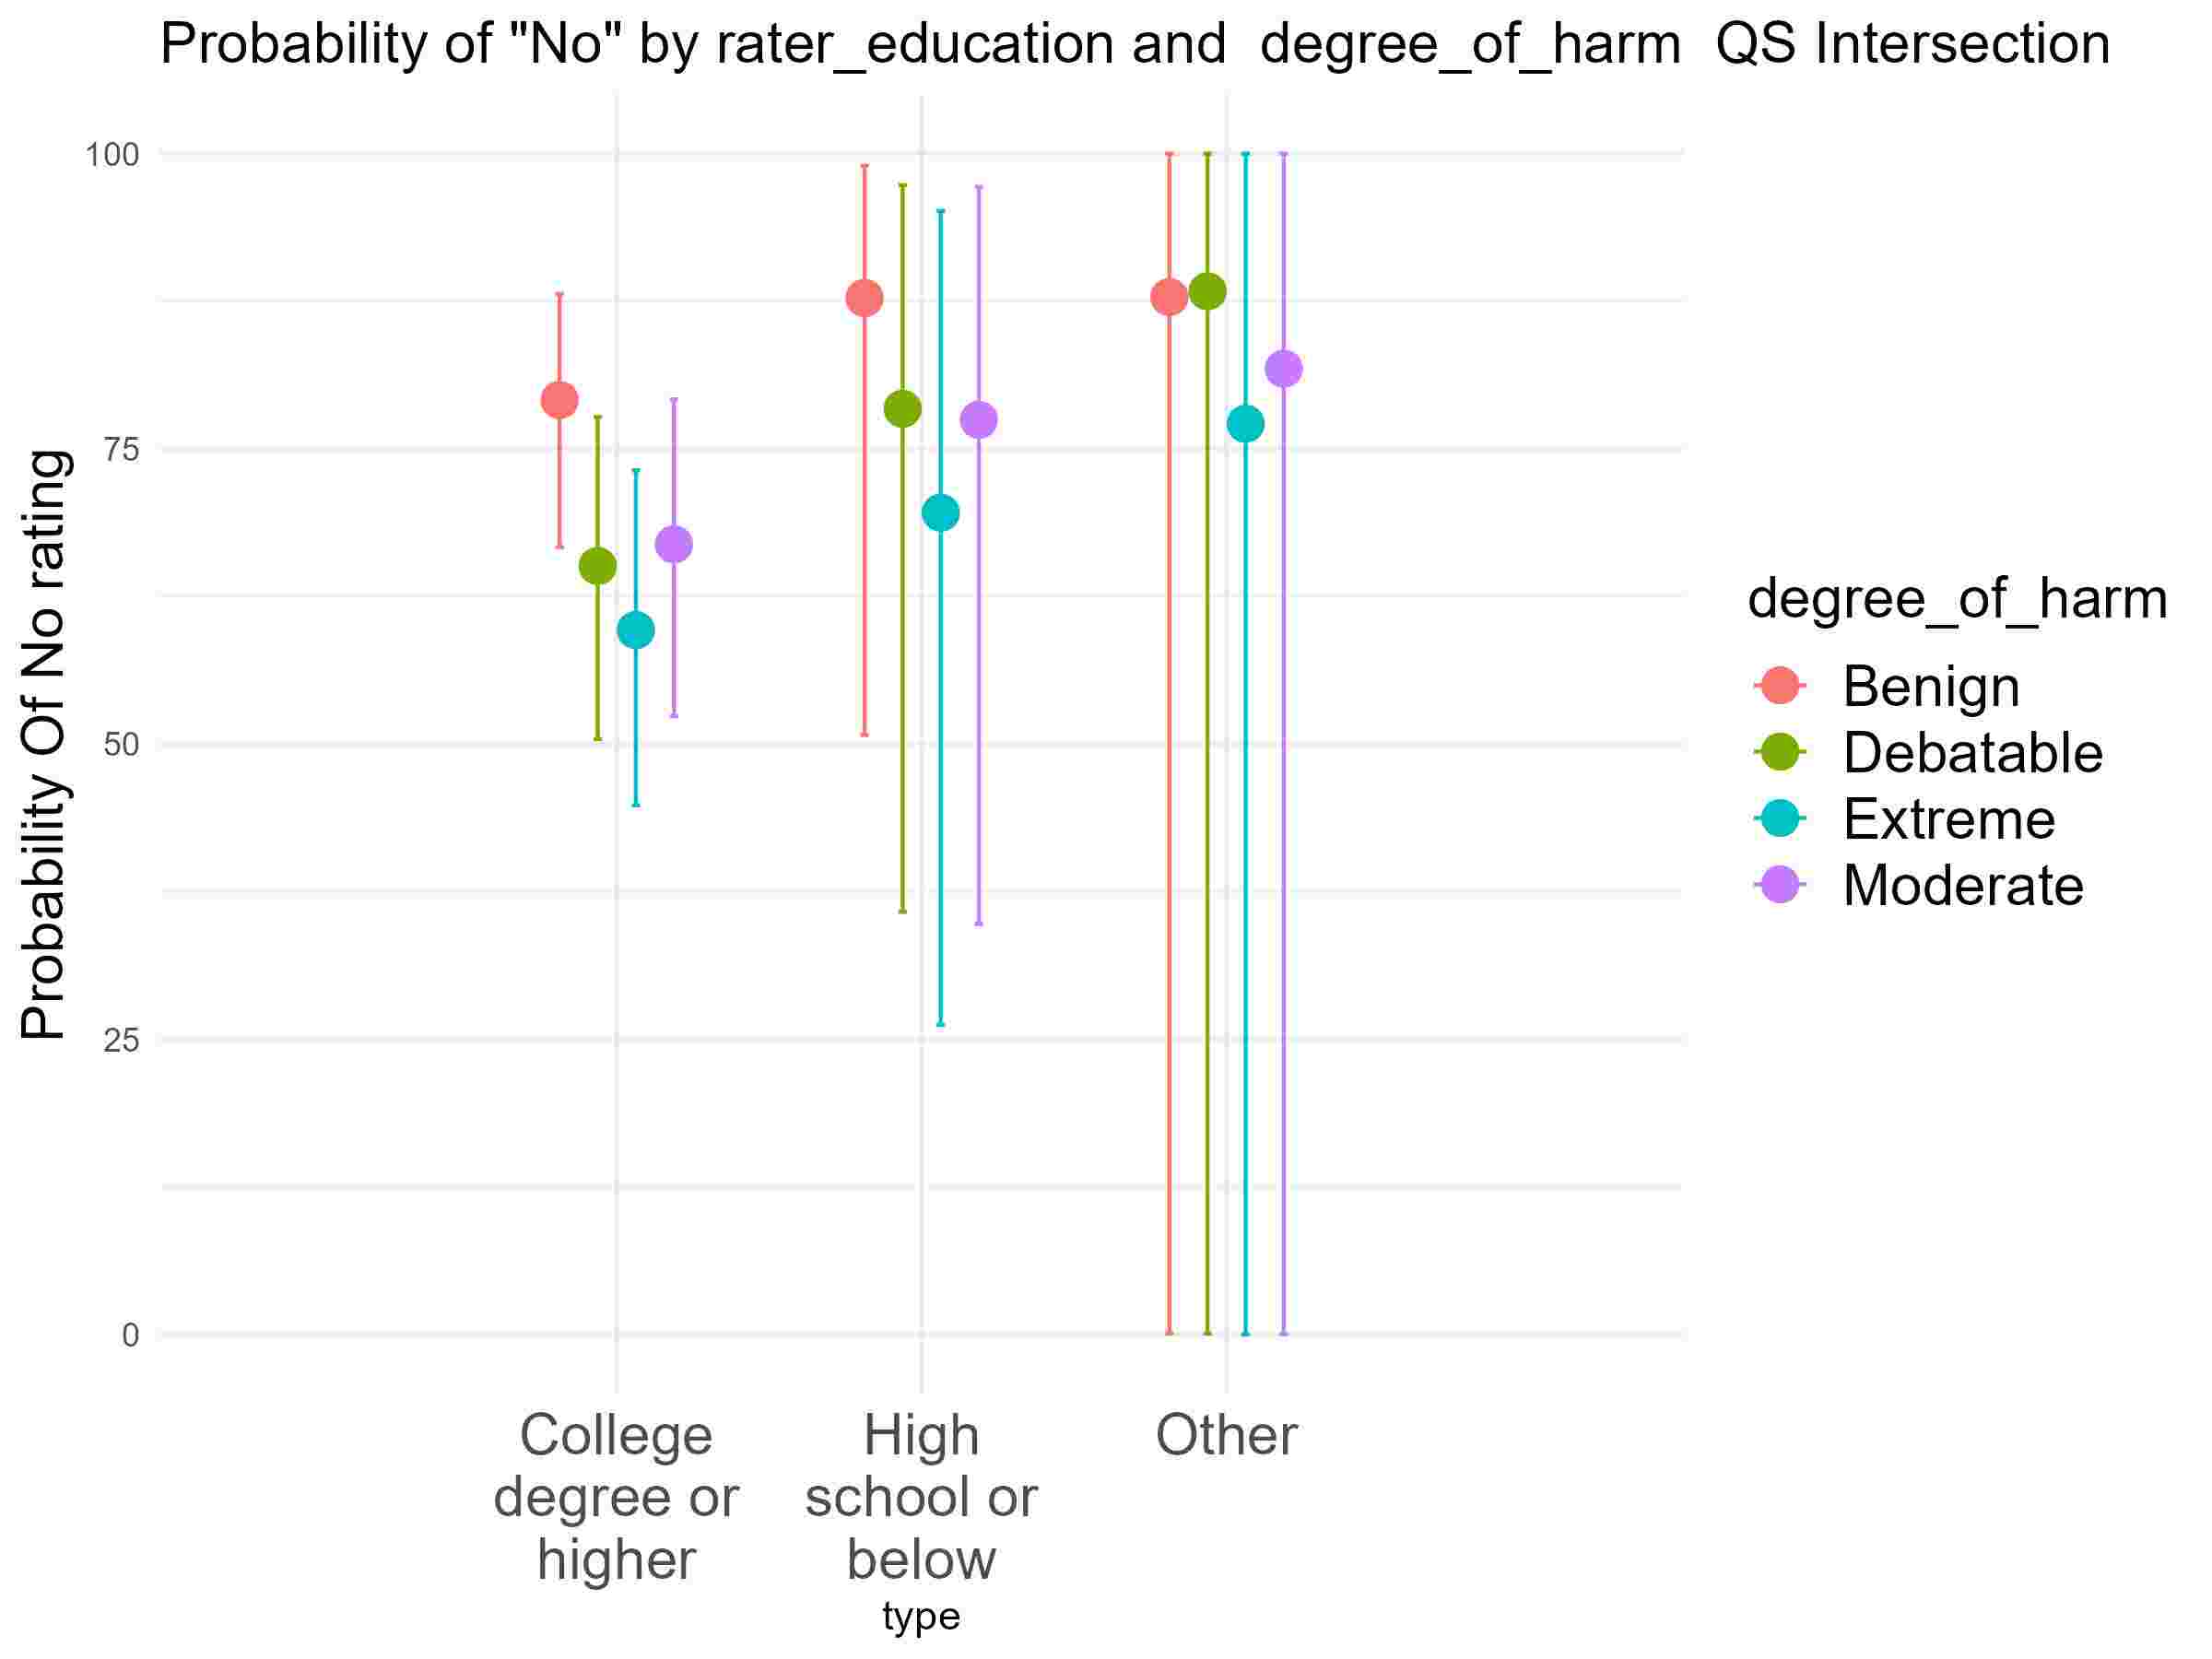 Probability of "No" by rater_education and  degree_of_harm  QS Intersection
Probability Of No rating
100
75
50
25
0
College
degree or
higher
High
school or
below
Other
type
degree_of_harm
Benign
Debatable
Extreme
Moderate